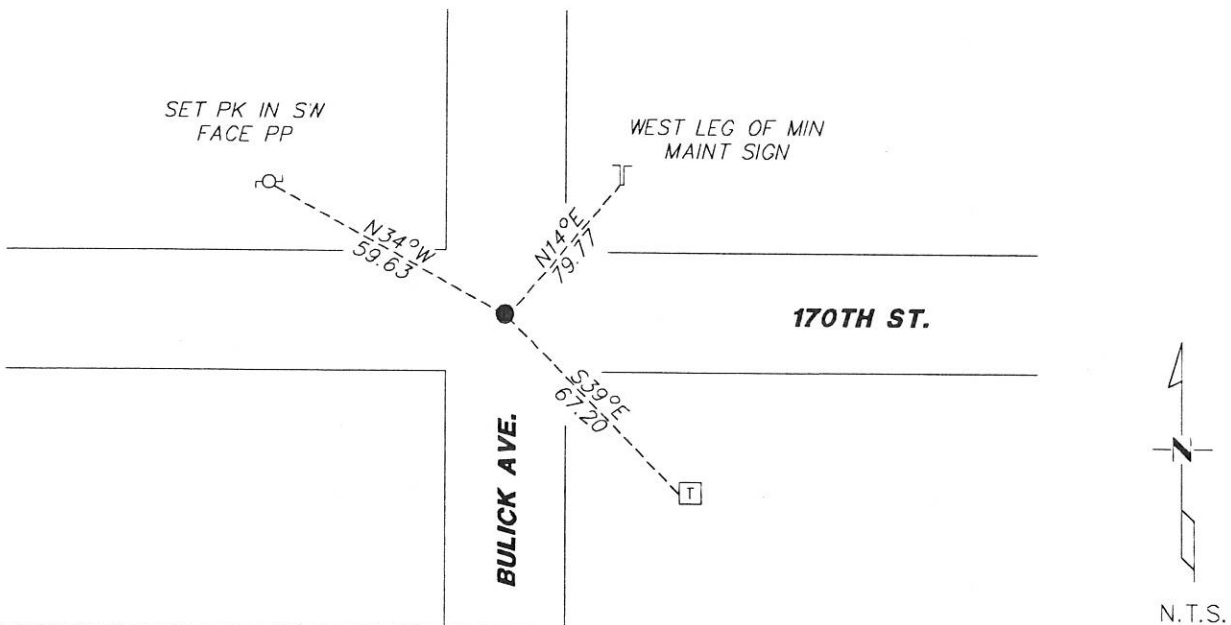 SET PK IN SW
FACE PP
WEST LEG OF MIN
MAINT SIGN
N34°W
59.63
N14°E
79.77
170TH ST.
S39°E
67.20
BULICK AVE.
T
N
N.T.S.